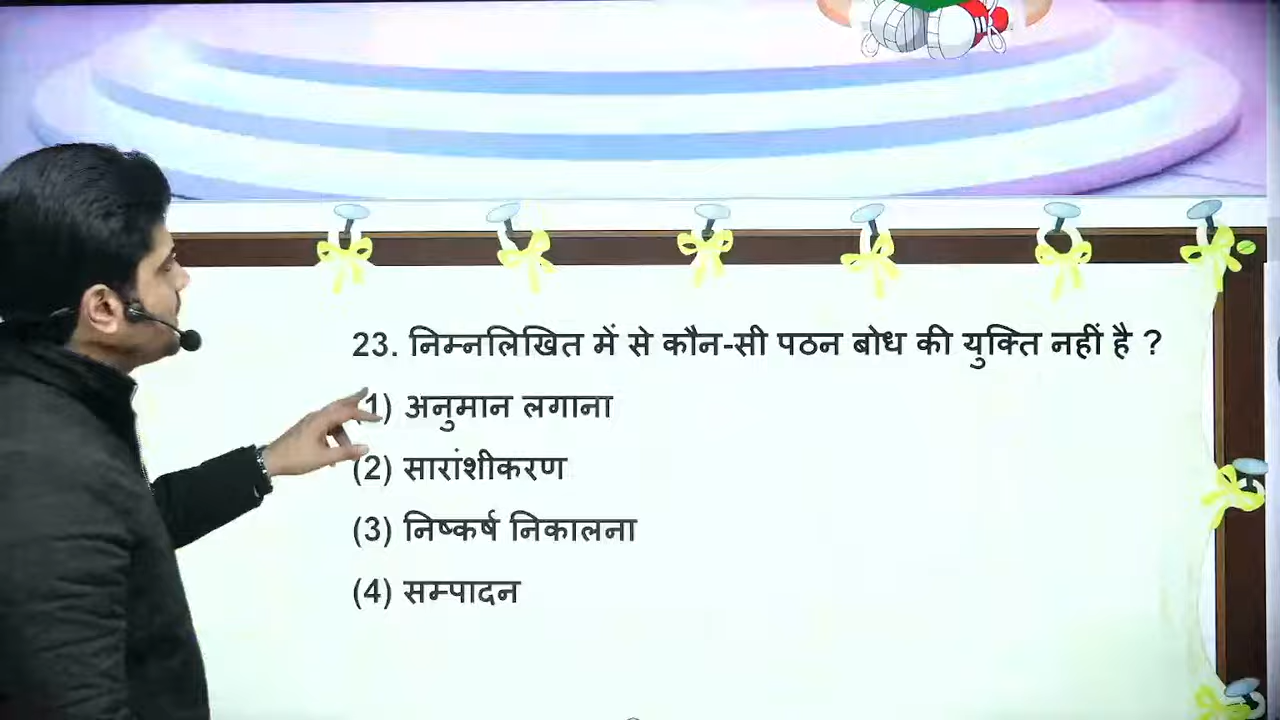 23. निम्नलिखित में से कौन-सी पठन बोध की युक्ति नहीं है ?
(1) अनुमान लगाना
(2) सारांशीकरण
(3) निष्कर्ष निकालना
(4) सम्पादन